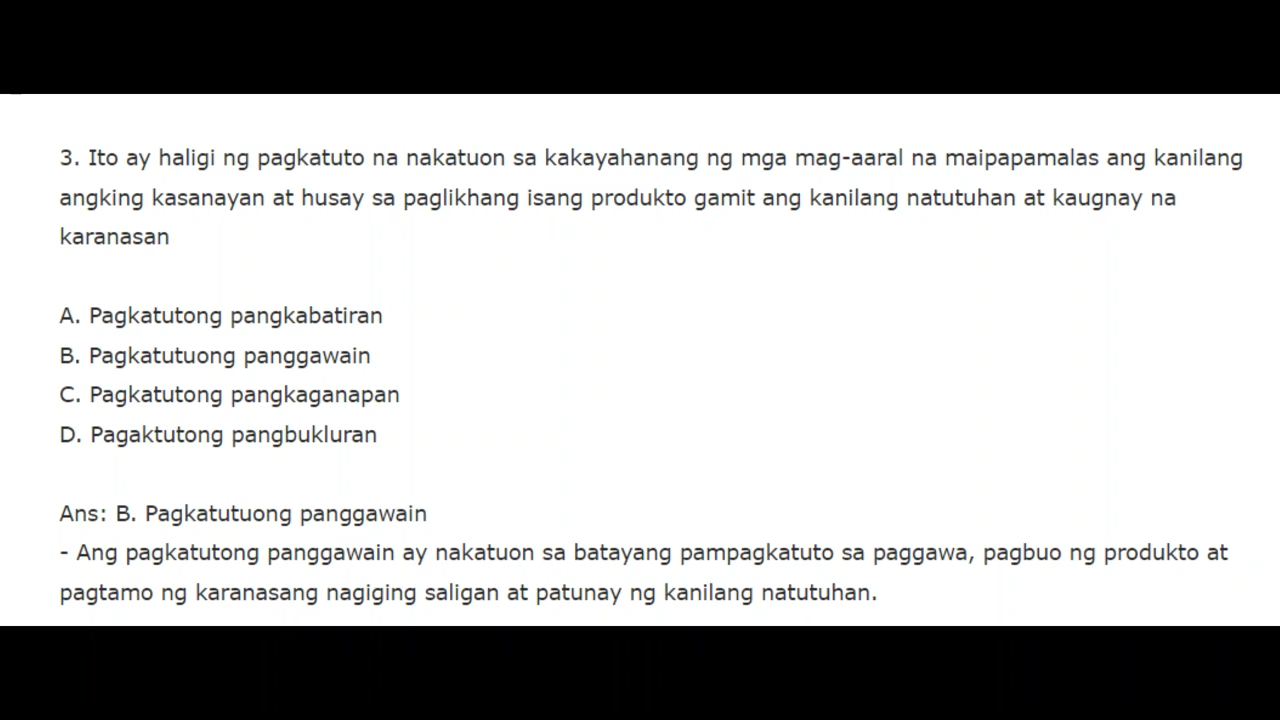 3. Ito ay haligi ng pagkatuto na nakatuon sa kakayahanang ng mga mag-aaral na maipapamalas ang kanilang
angking kasanayan at husay sa paglikhang isang produkto gamit ang kanilang natutuhan at kaugnay na
karanasan
A. Pagkatutong pangkabatiran
B. Pagkatutuong panggawain
C. Pagkatutong pangkaganapan
D. Pagaktutong pangbukluran
Ans: B. Pagkatutuong panggawain
- Ang pagkatutong panggawain ay nakatuon sa batayang pampagkatuto sa paggawa, pagbuo ng produkto at
pagtamo ng karanasang nagiging saligan at patunay ng kanilang natutuhan.